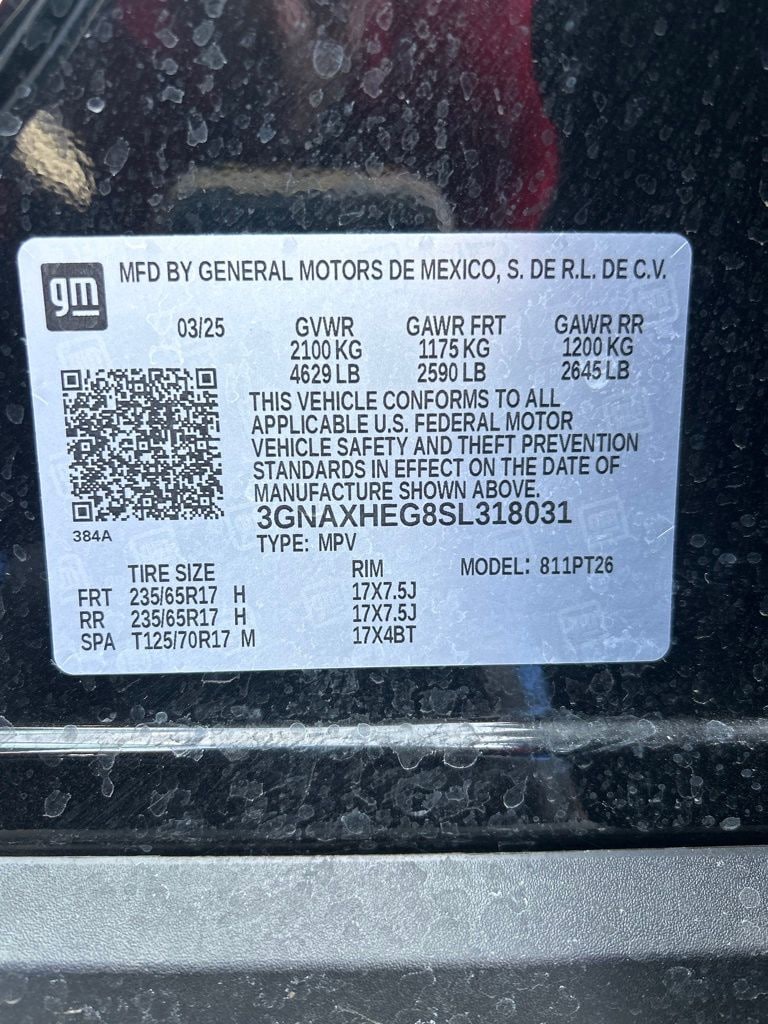 gm
MFD BY GENERAL MOTORS DE MEXICO, S. DE R.L. DE C.V.
03/25 GVWR GAWR FRT GAWR RR
2100 KG 1175 KG 1200 KG
4629 LB 2590 LB 2645 LB
THIS VEHICLE CONFORMS TO ALL
APPLICABLE U.S. FEDERAL MOTOR
VEHICLE SAFETY AND THEFT PREVENTION
STANDARDS IN EFFECT ON THE DATE OF
MANUFACTURE SHOWN ABOVE.
3GNAXHEG8SL318031
384A
TYPE: MPV
TIRE SIZE RIM MODEL: 811PT26
FRT 235/65R17 H 17X7.5J
RR 235/65R17 H 17X7.5J
SPA T125/70R17 M 17X4BT